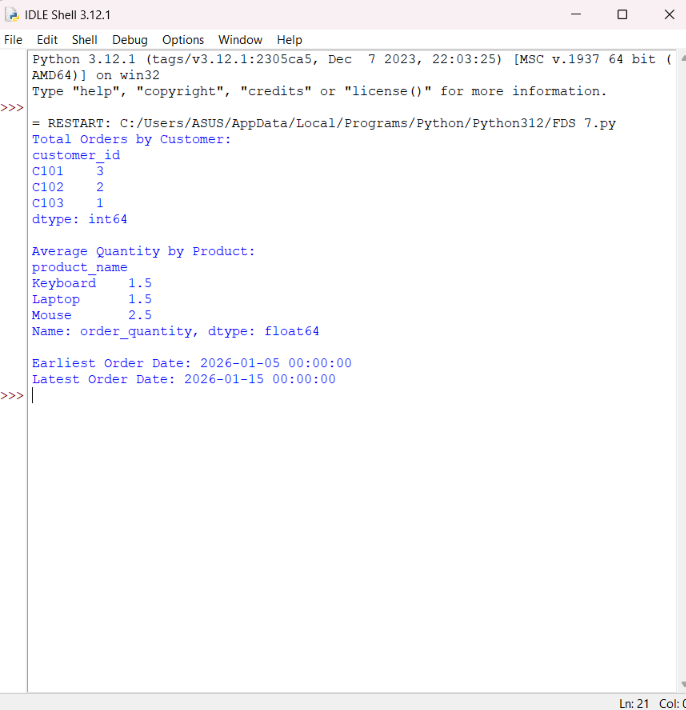 IDLE Shell 3.12.1
File Edit Shell Debug Options Window Help
Python 3.12.1 (tags/v3.12.1:2305ca5, Dec  7 2023, 22:03:25) [MSC v.1937 64 bit (
AMD64)] on win32
Type "help", "copyright", "credits" or "license()" for more information.
>>>
= RESTART: C:/Users/ASUS/AppData/Local/Programs/Python/Python312/FDS 7.py
Total Orders by Customer:
customer_id
C101    3
C102    2
C103    1
dtype: int64
Average Quantity by Product:
product_name
Keyboard    1.5
Laptop      1.5
Mouse       2.5
Name: order_quantity, dtype: float64
Earliest Order Date: 2026-01-05 00:00:00
Latest Order Date: 2026-01-15 00:00:00
>>>
Ln: 21 Col: